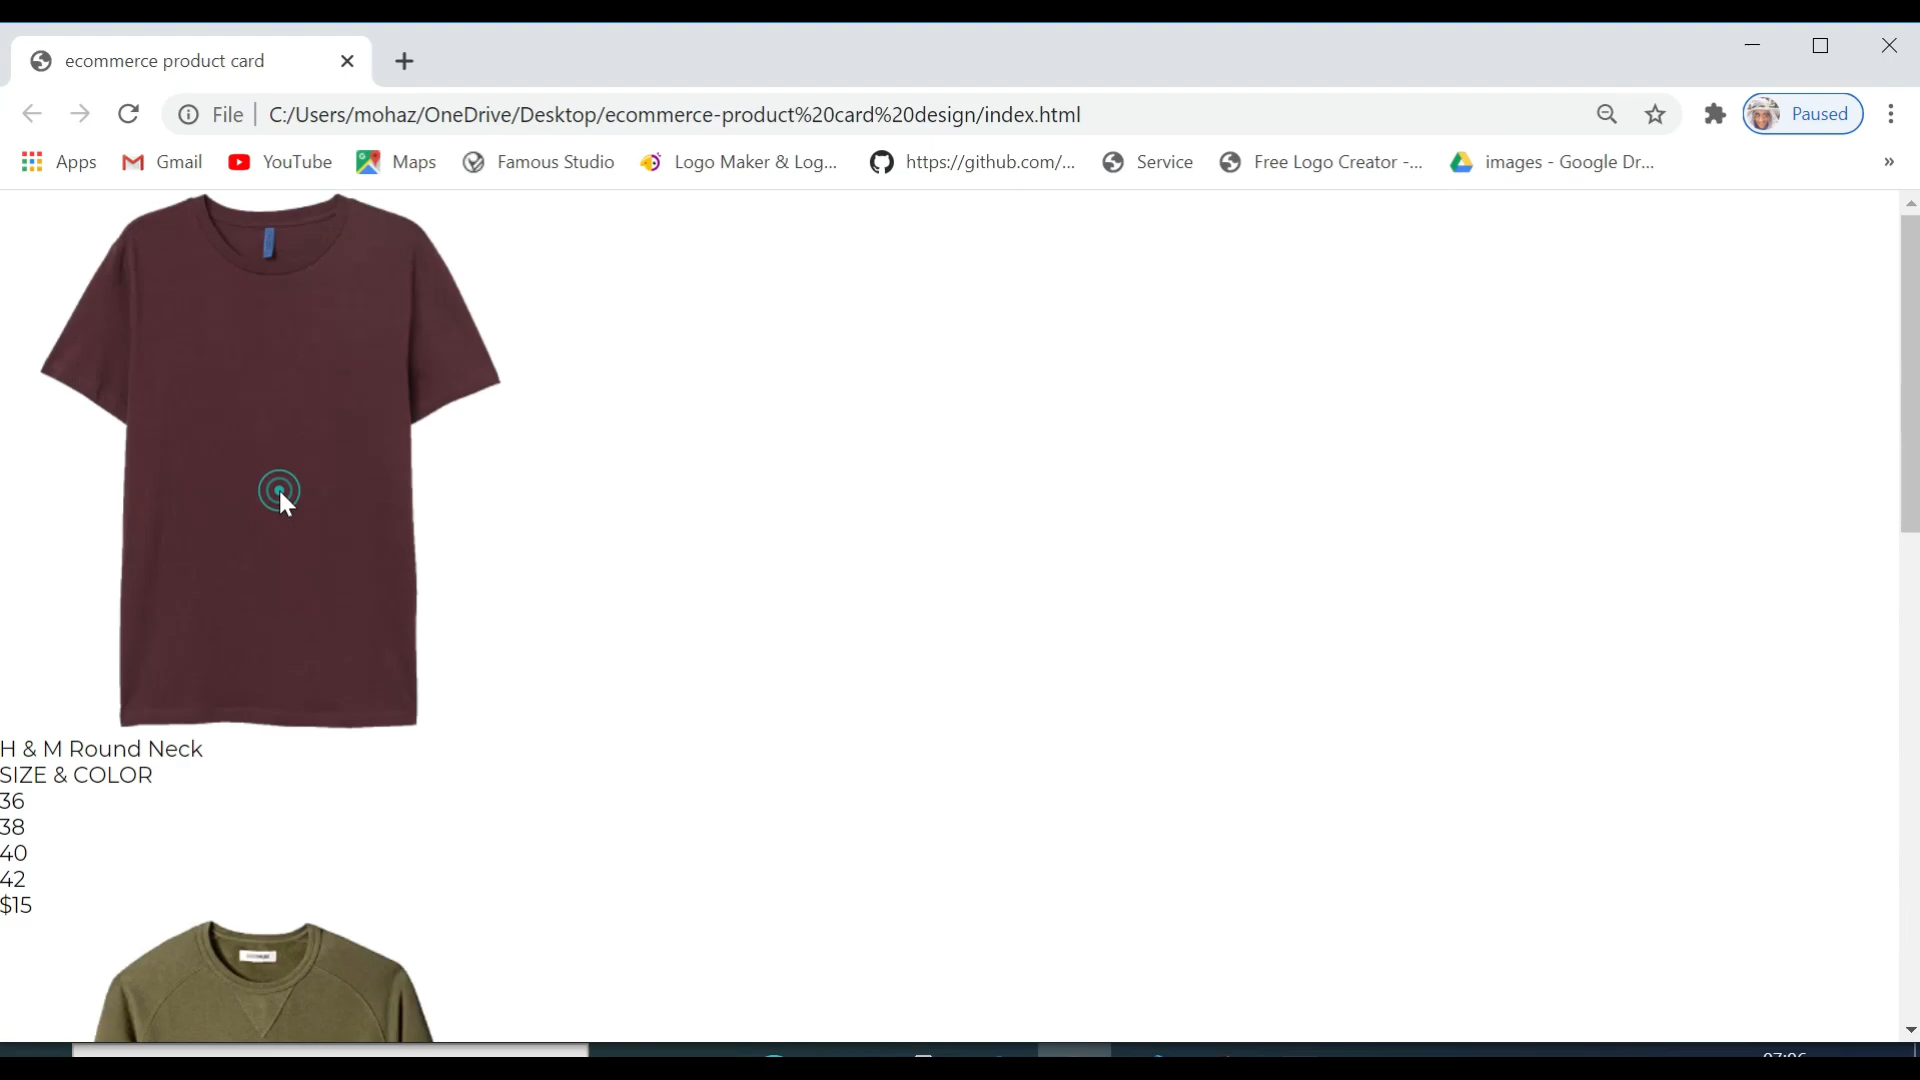 ecommerce product card
File
C:/Users/mohaz/OneDrive/Desktop/ecommerce-product%20card%20design/index.html
Paused
Apps
Gmail
YouTube
Maps
Famous Studio
Logo Maker & Log...
https://github.com/...
Service
Free Logo Creator -...
images - Google Dr...
»
H & M Round Neck
SIZE & COLOR
36
38
40
42
$15